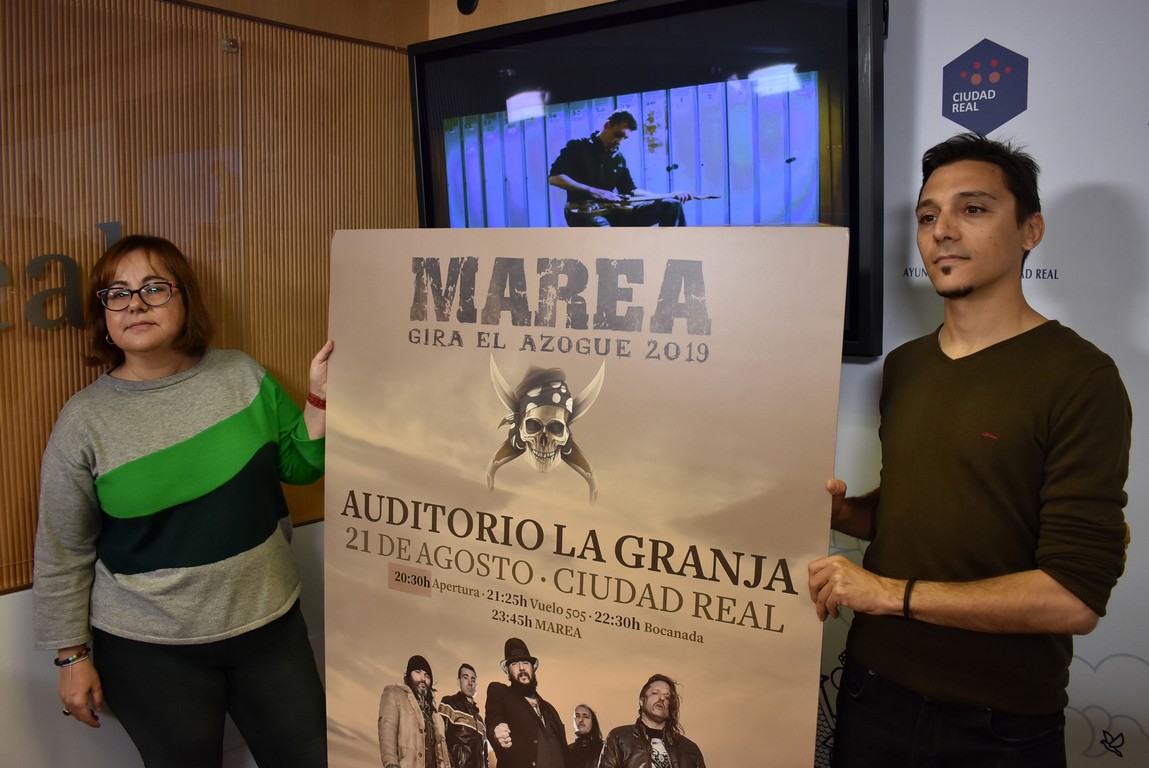 CIUDAD
REAL
MAREA
GIRA EL AZOGUE 2019
AUDITORIO LA GRANJA
21 DE AGOSTO · CIUDAD REAL
20:30h Apertura · 21:25h Vuelo 505 · 22:30h Bocanada
23:45h MAREA
REAL